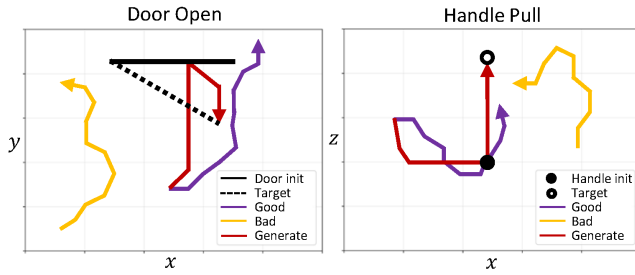 Door Open
y
Door init
Target
Good
Bad
Generate
x
Handle Pull
z
Handle init
Target
Good
Bad
Generate
x